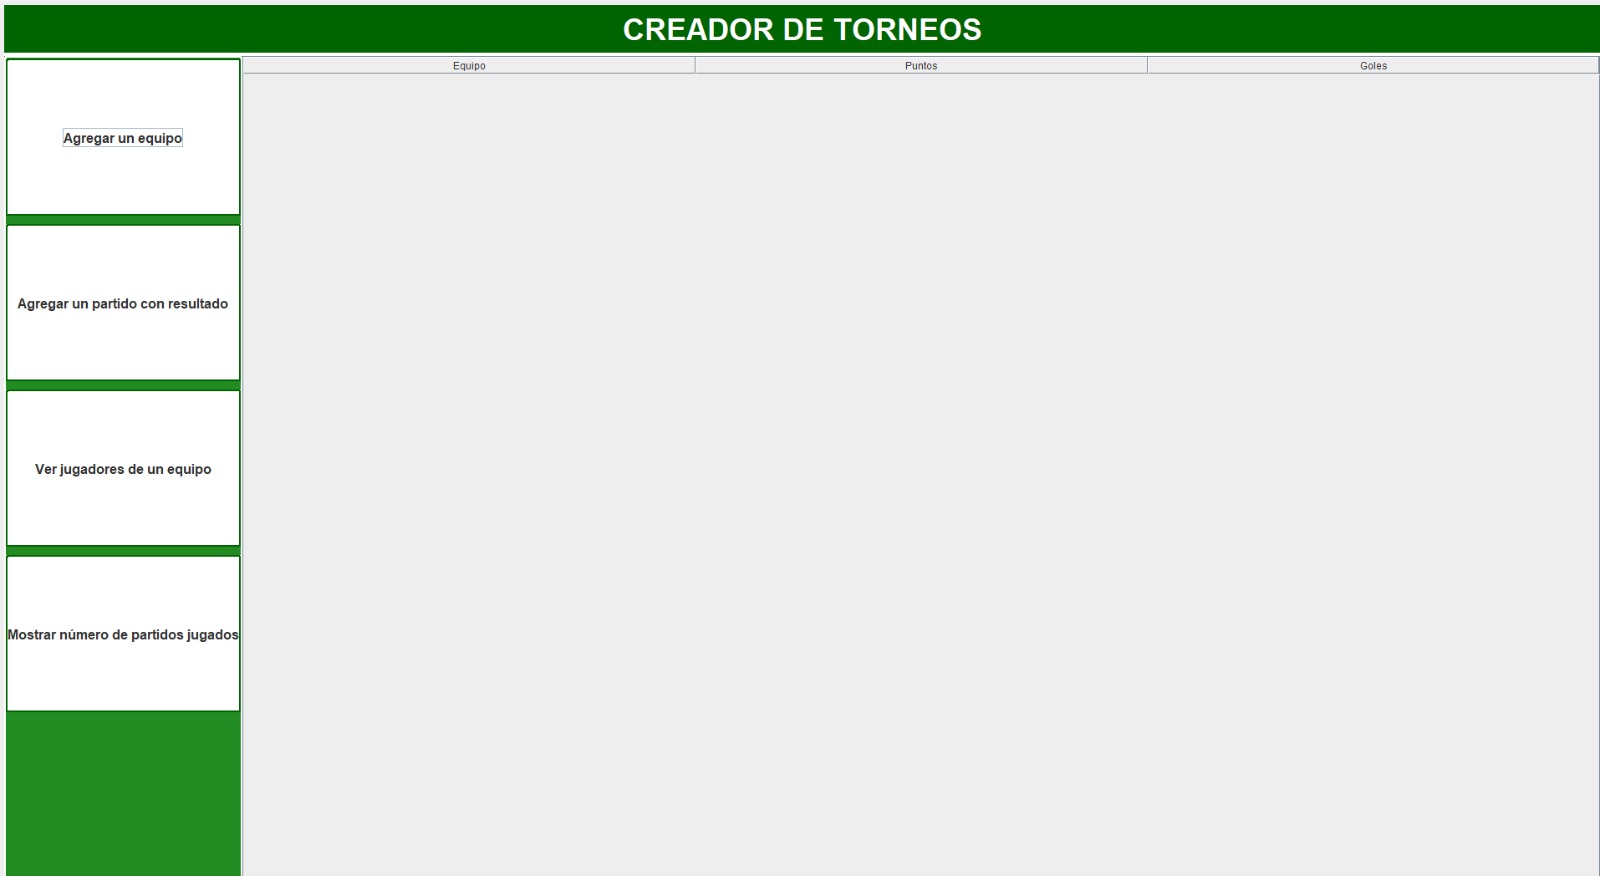 CREADOR DE TORNEOS
Equipo Puntos Goles
Agregar un equipo
Agregar un partido con resultado
Ver jugadores de un equipo
Mostrar número de partidos jugados